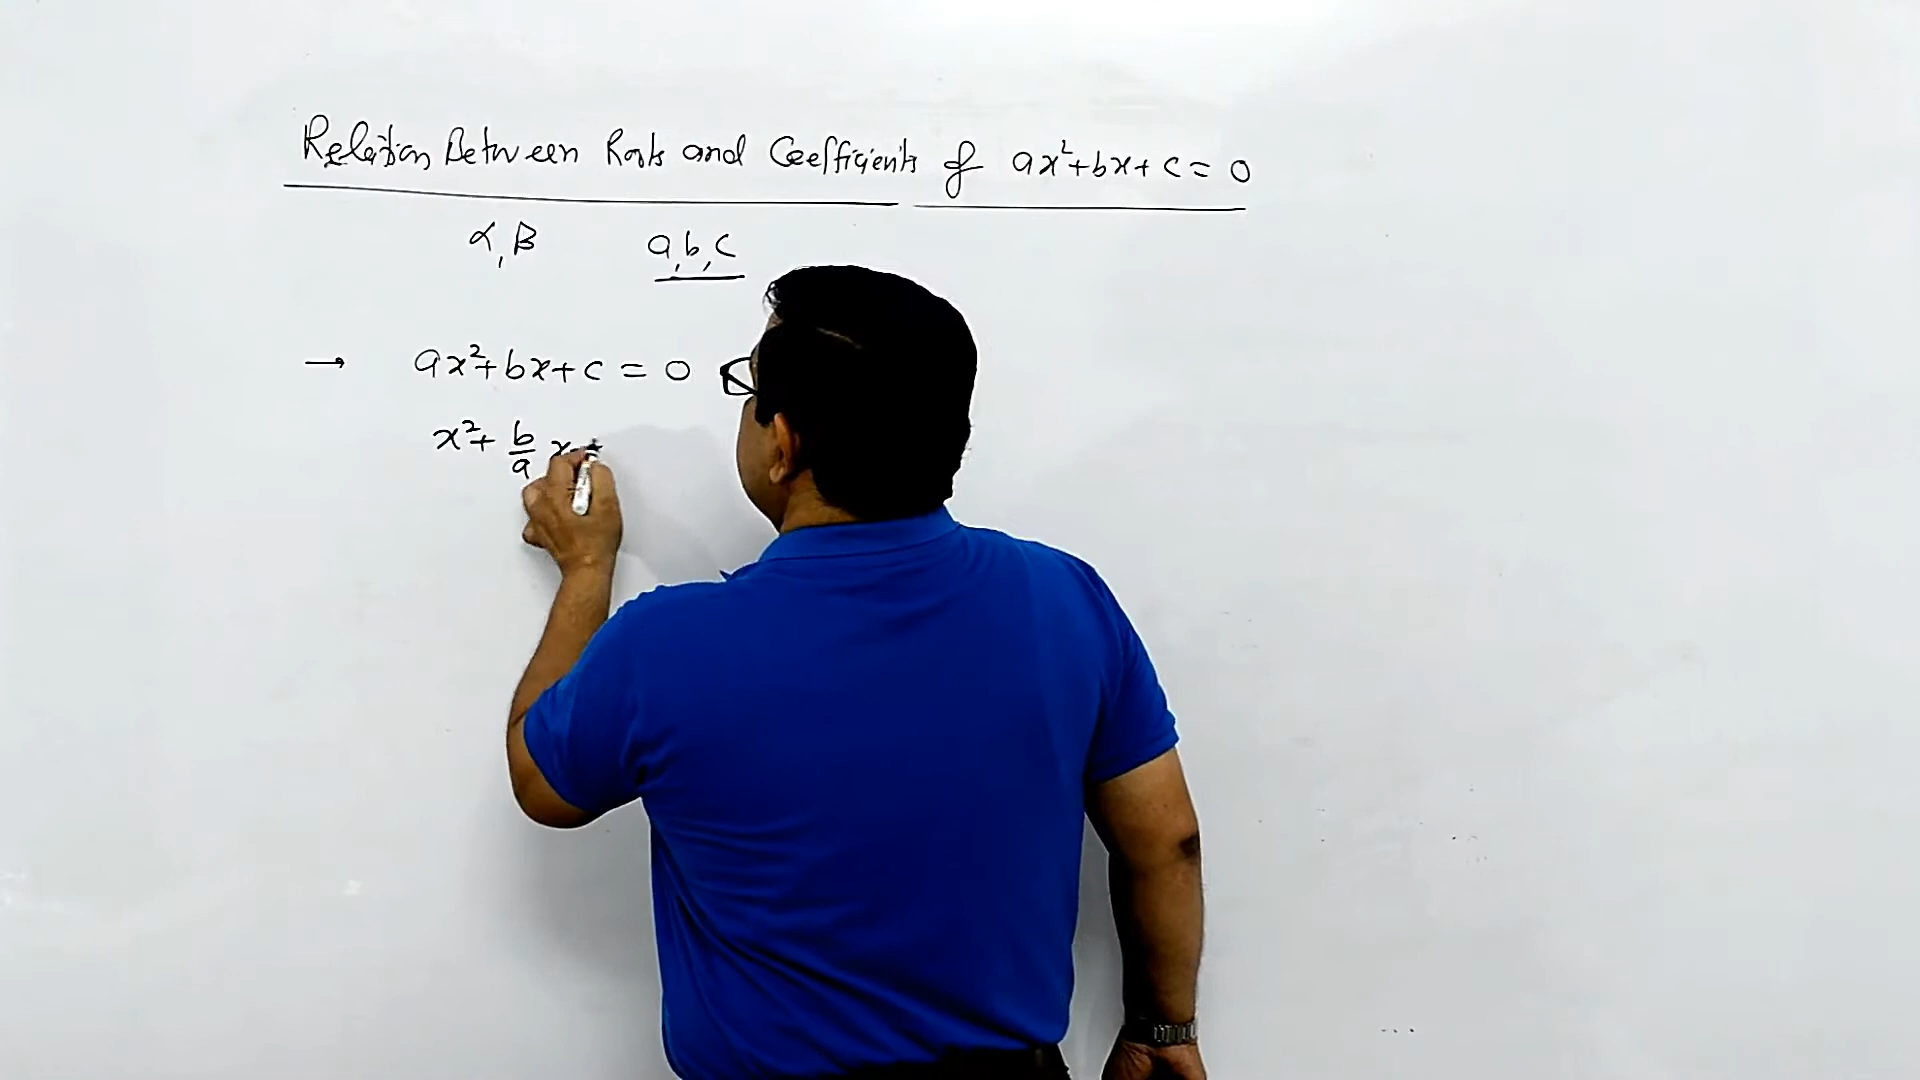 Relation Between Roots and Coefficients of ax²+bx+c=0
α, β a, b, c
→ ax²+bx+c = 0
x²+ b/a x+